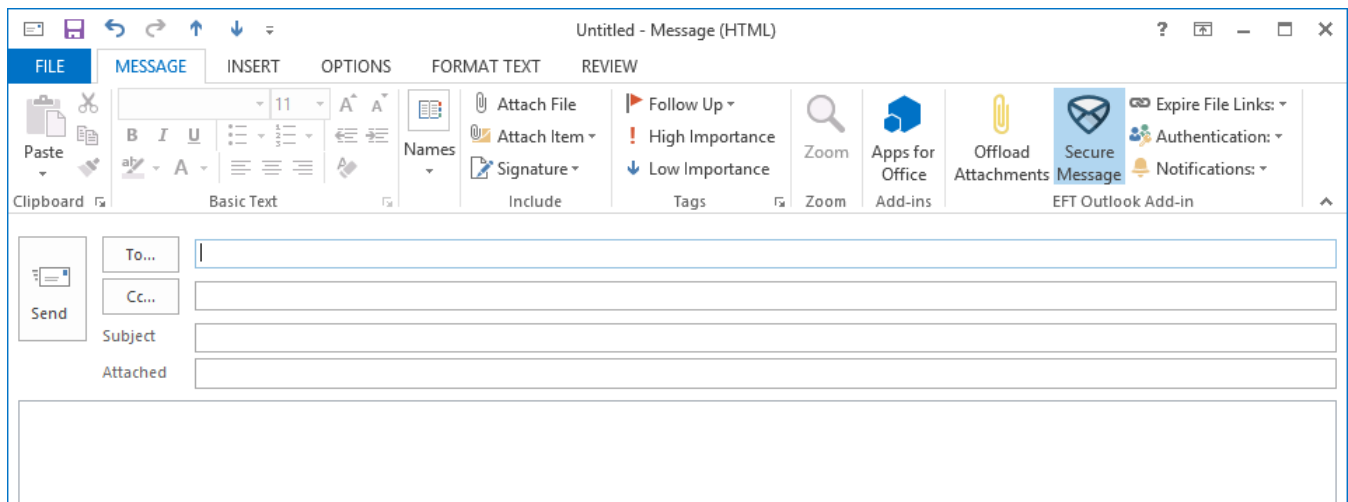 Untitled - Message (HTML)
FILE MESSAGE INSERT OPTIONS FORMAT TEXT REVIEW
11 A A Attach File Follow Up Expire File Links:
B I U Attach Item High Importance Authentication:
Paste Names Zoom Apps for Offload Secure
aby A Signature Low Importance Office Attachments Message Notifications:
Clipboard Basic Text Include Tags Zoom Add-ins EFT Outlook Add-in
To...
Cc...
Send
Subject
Attached